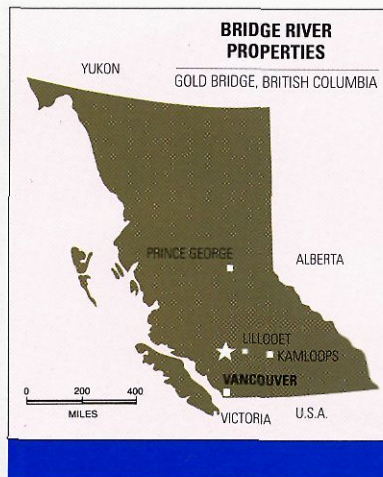 BRIDGE RIVER
PROPERTIES
GOLD BRIDGE, BRITISH COLUMBIA
YUKON
PRINCE GEORGE
ALBERTA
LILLOOET
KAMLOOPS
VANCOUVER
0 200 400
MILES
VICTORIA
U.S.A.